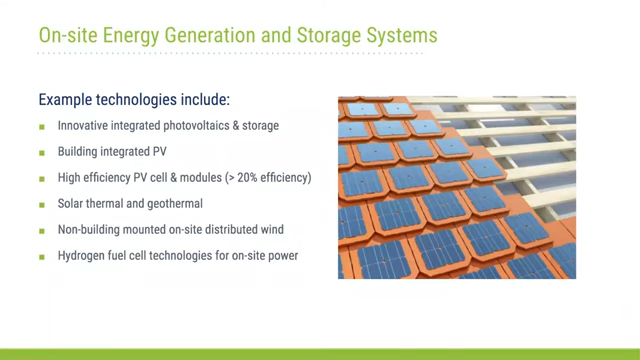 On-site Energy Generation and Storage Systems
Example technologies include:
Innovative integrated photovoltaics & storage
Building integrated PV
High efficiency PV cell & modules (> 20% efficiency)
Solar thermal and geothermal
Non-building mounted on-site distributed wind
Hydrogen fuel cell technologies for on-site power